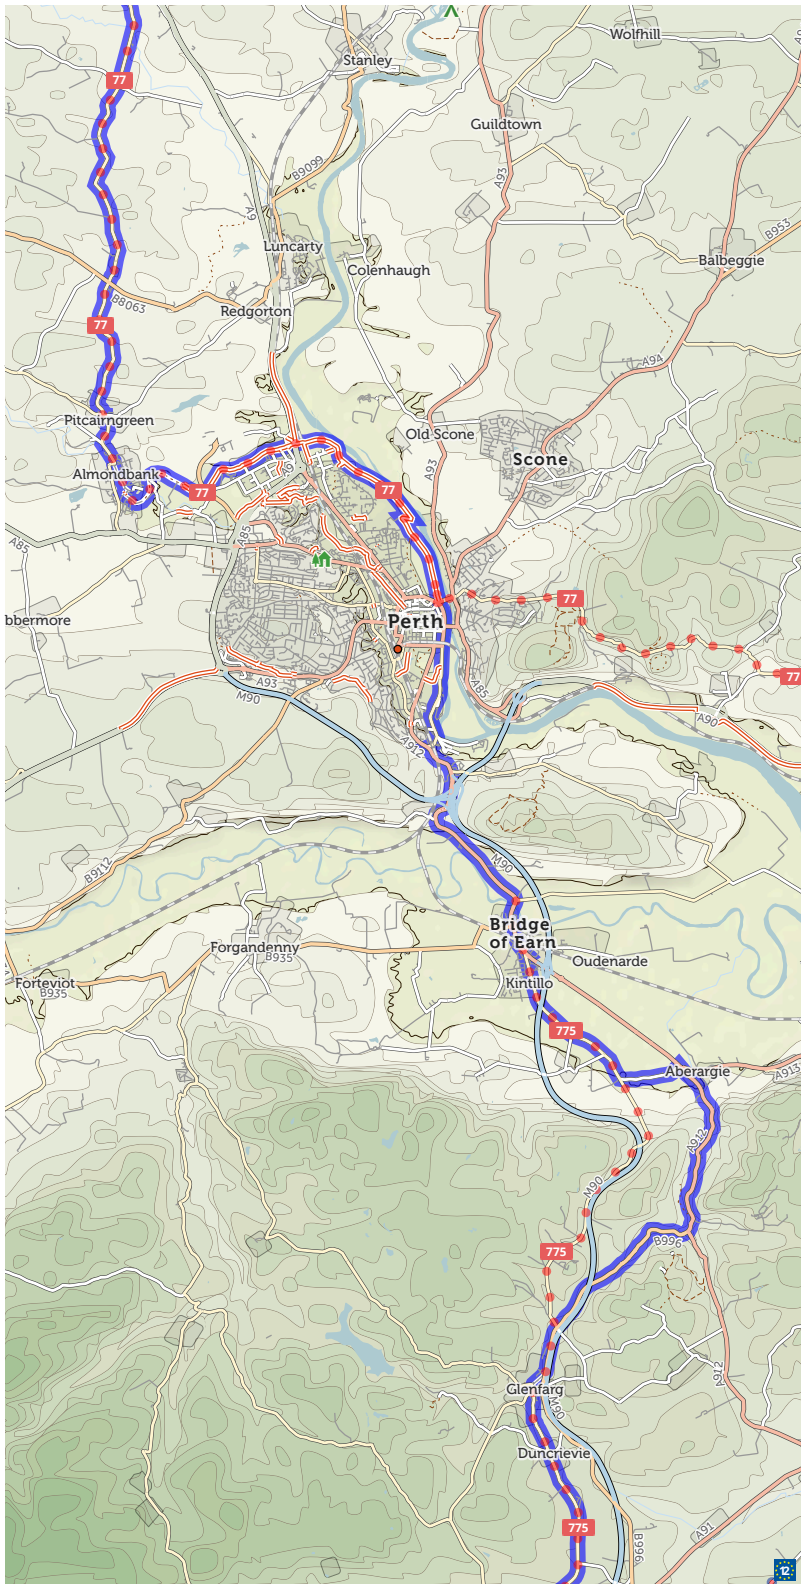 Wolfhill
Stanley
77
Guildtown
B9099
A93
A9
B953
Luncarty
Balbeggie
Colenhaugh
B8063
Redgorton
77
A94
Pitcairngreen
Old Scone
Scone
A93
Almondbank
77
77
A9
A85
A85
77
bbermore
Perth
77
A93
M90
A85
A90
A912
M90
B9112
Bridge
of Earn
Forgandenny
B935
Oudenarde
Forteviot
B935
Kintillo
775
Aberargie
A913
A912
M90
B996
775
A912
Glenfarg
M90
Duncrievie
775
A91
B996
12